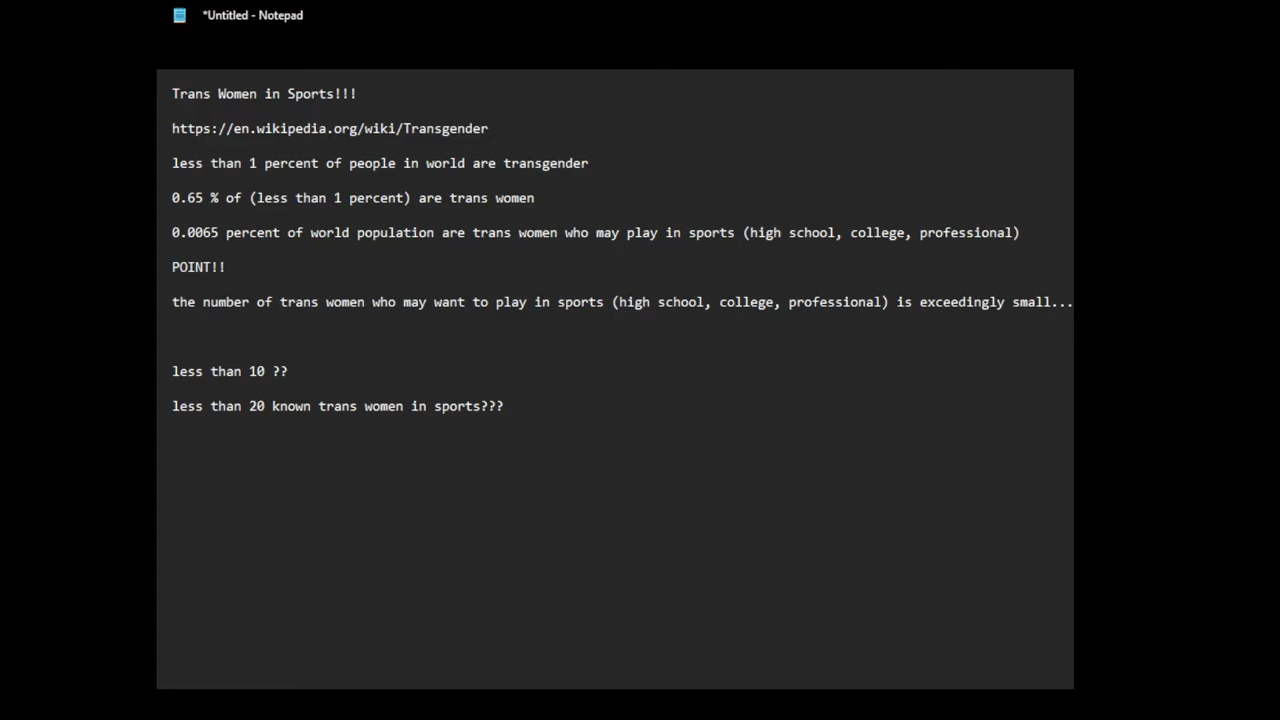 *Untitled - Notepad
Trans Women in Sports!!!
https://en.wikipedia.org/wiki/Transgender
less than 1 percent of people in world are transgender
0.65 % of (less than 1 percent) are trans women
0.0065 percent of world population are trans women who may play in sports (high school, college, professional)
POINT!!
the number of trans women who may want to play in sports (high school, college, professional) is exceedingly small...
less than 10 ??
less than 20 known trans women in sports???